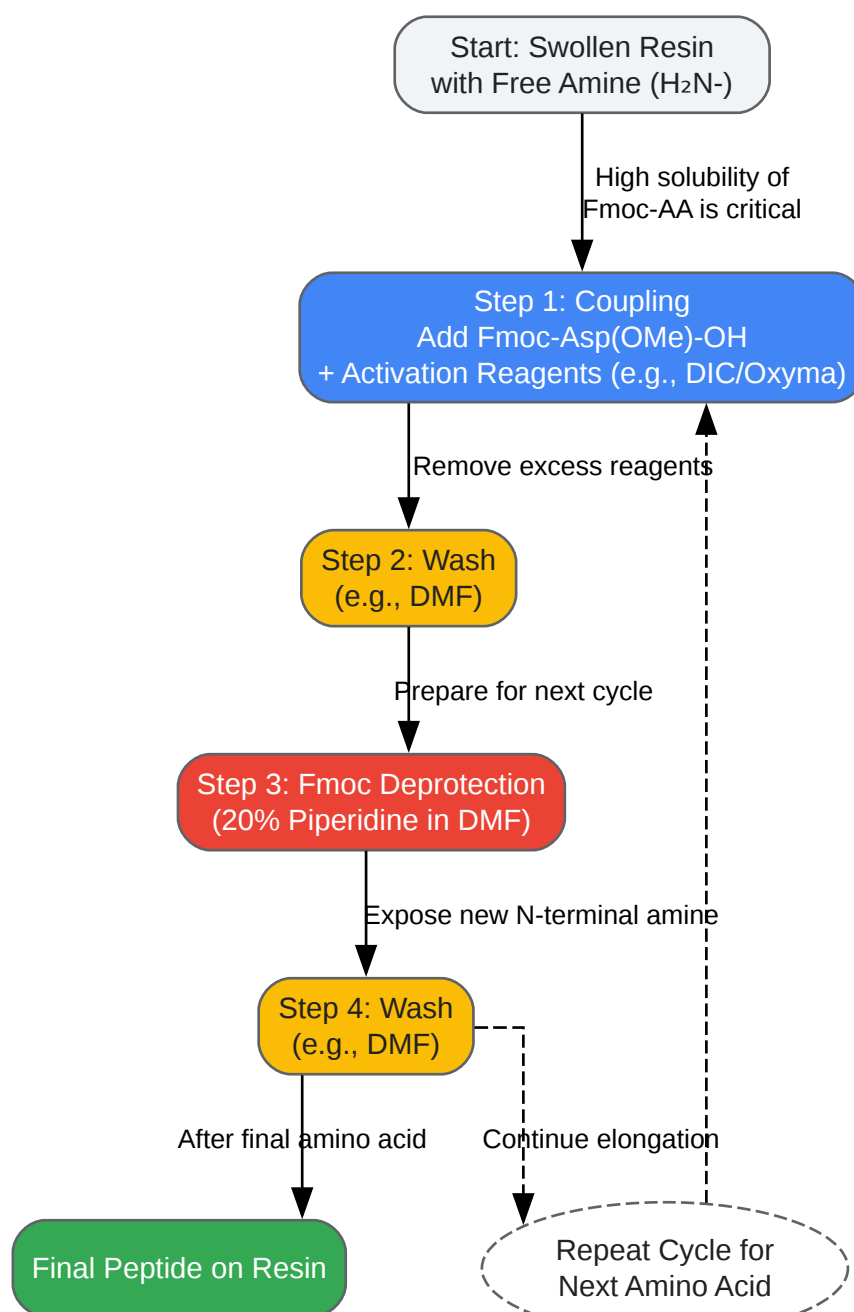 Start: Swollen Resin
with Free Amine (H₂N-)
High solubility of
Fmoc-AA is critical
Step 1: Coupling
Add Fmoc-Asp(OMe)-OH
+ Activation Reagents (e.g., DIC/Oxyma)
Remove excess reagents
Step 2: Wash
(e.g., DMF)
Prepare for next cycle
Step 3: Fmoc Deprotection
(20% Piperidine in DMF)
Expose new N-terminal amine
Step 4: Wash
(e.g., DMF)
After final amino acid
Continue elongation
Final Peptide on Resin
Repeat Cycle for
Next Amino Acid